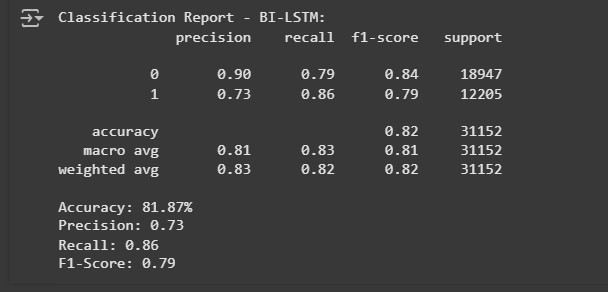 Classification Report - BI-LSTM:
precision recall f1-score support
0 0.90 0.79 0.84 18947
1 0.73 0.86 0.79 12205
accuracy 0.82 31152
macro avg 0.81 0.83 0.81 31152
weighted avg 0.83 0.82 0.82 31152
Accuracy: 81.87%
Precision: 0.73
Recall: 0.86
F1-Score: 0.79